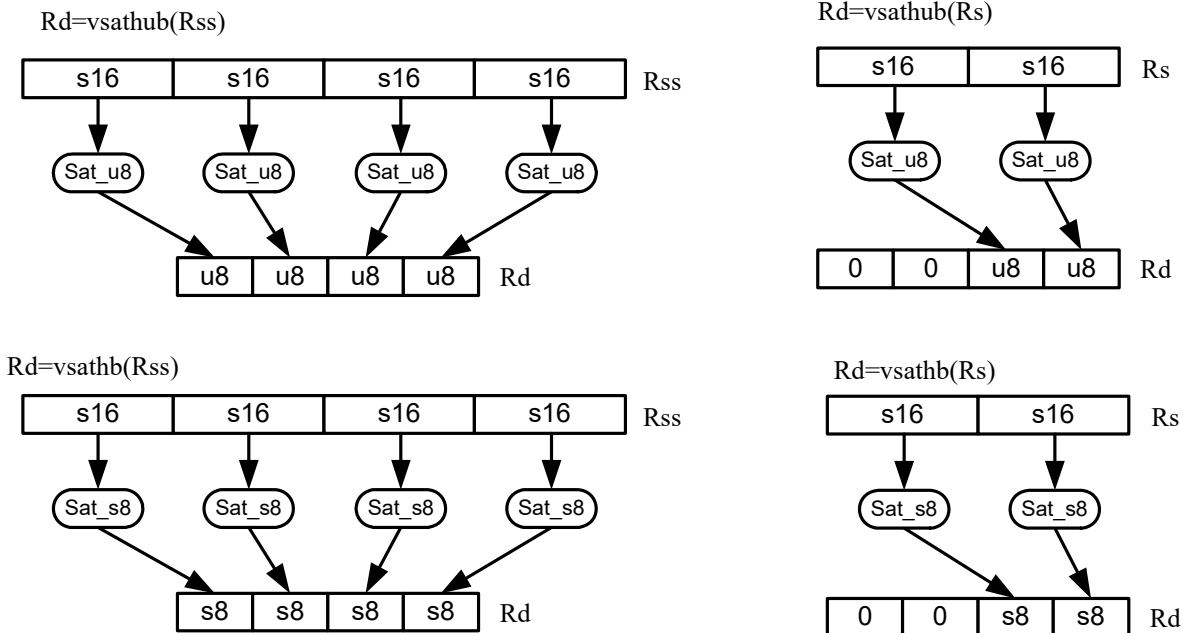 Rd=vsathub(Rss)
s16 s16 s16 s16 Rss
Sat_u8 Sat_u8 Sat_u8 Sat_u8
u8 u8 u8 u8 Rd
Rd=vsathub(Rs)
s16 s16 Rs
Sat_u8 Sat_u8
0 0 u8 u8 Rd
Rd=vsathb(Rss)
s16 s16 s16 s16 Rss
Sat_s8 Sat_s8 Sat_s8 Sat_s8
s8 s8 s8 s8 Rd
Rd=vsathb(Rs)
s16 s16 Rs
Sat_s8 Sat_s8
0 0 s8 s8 Rd